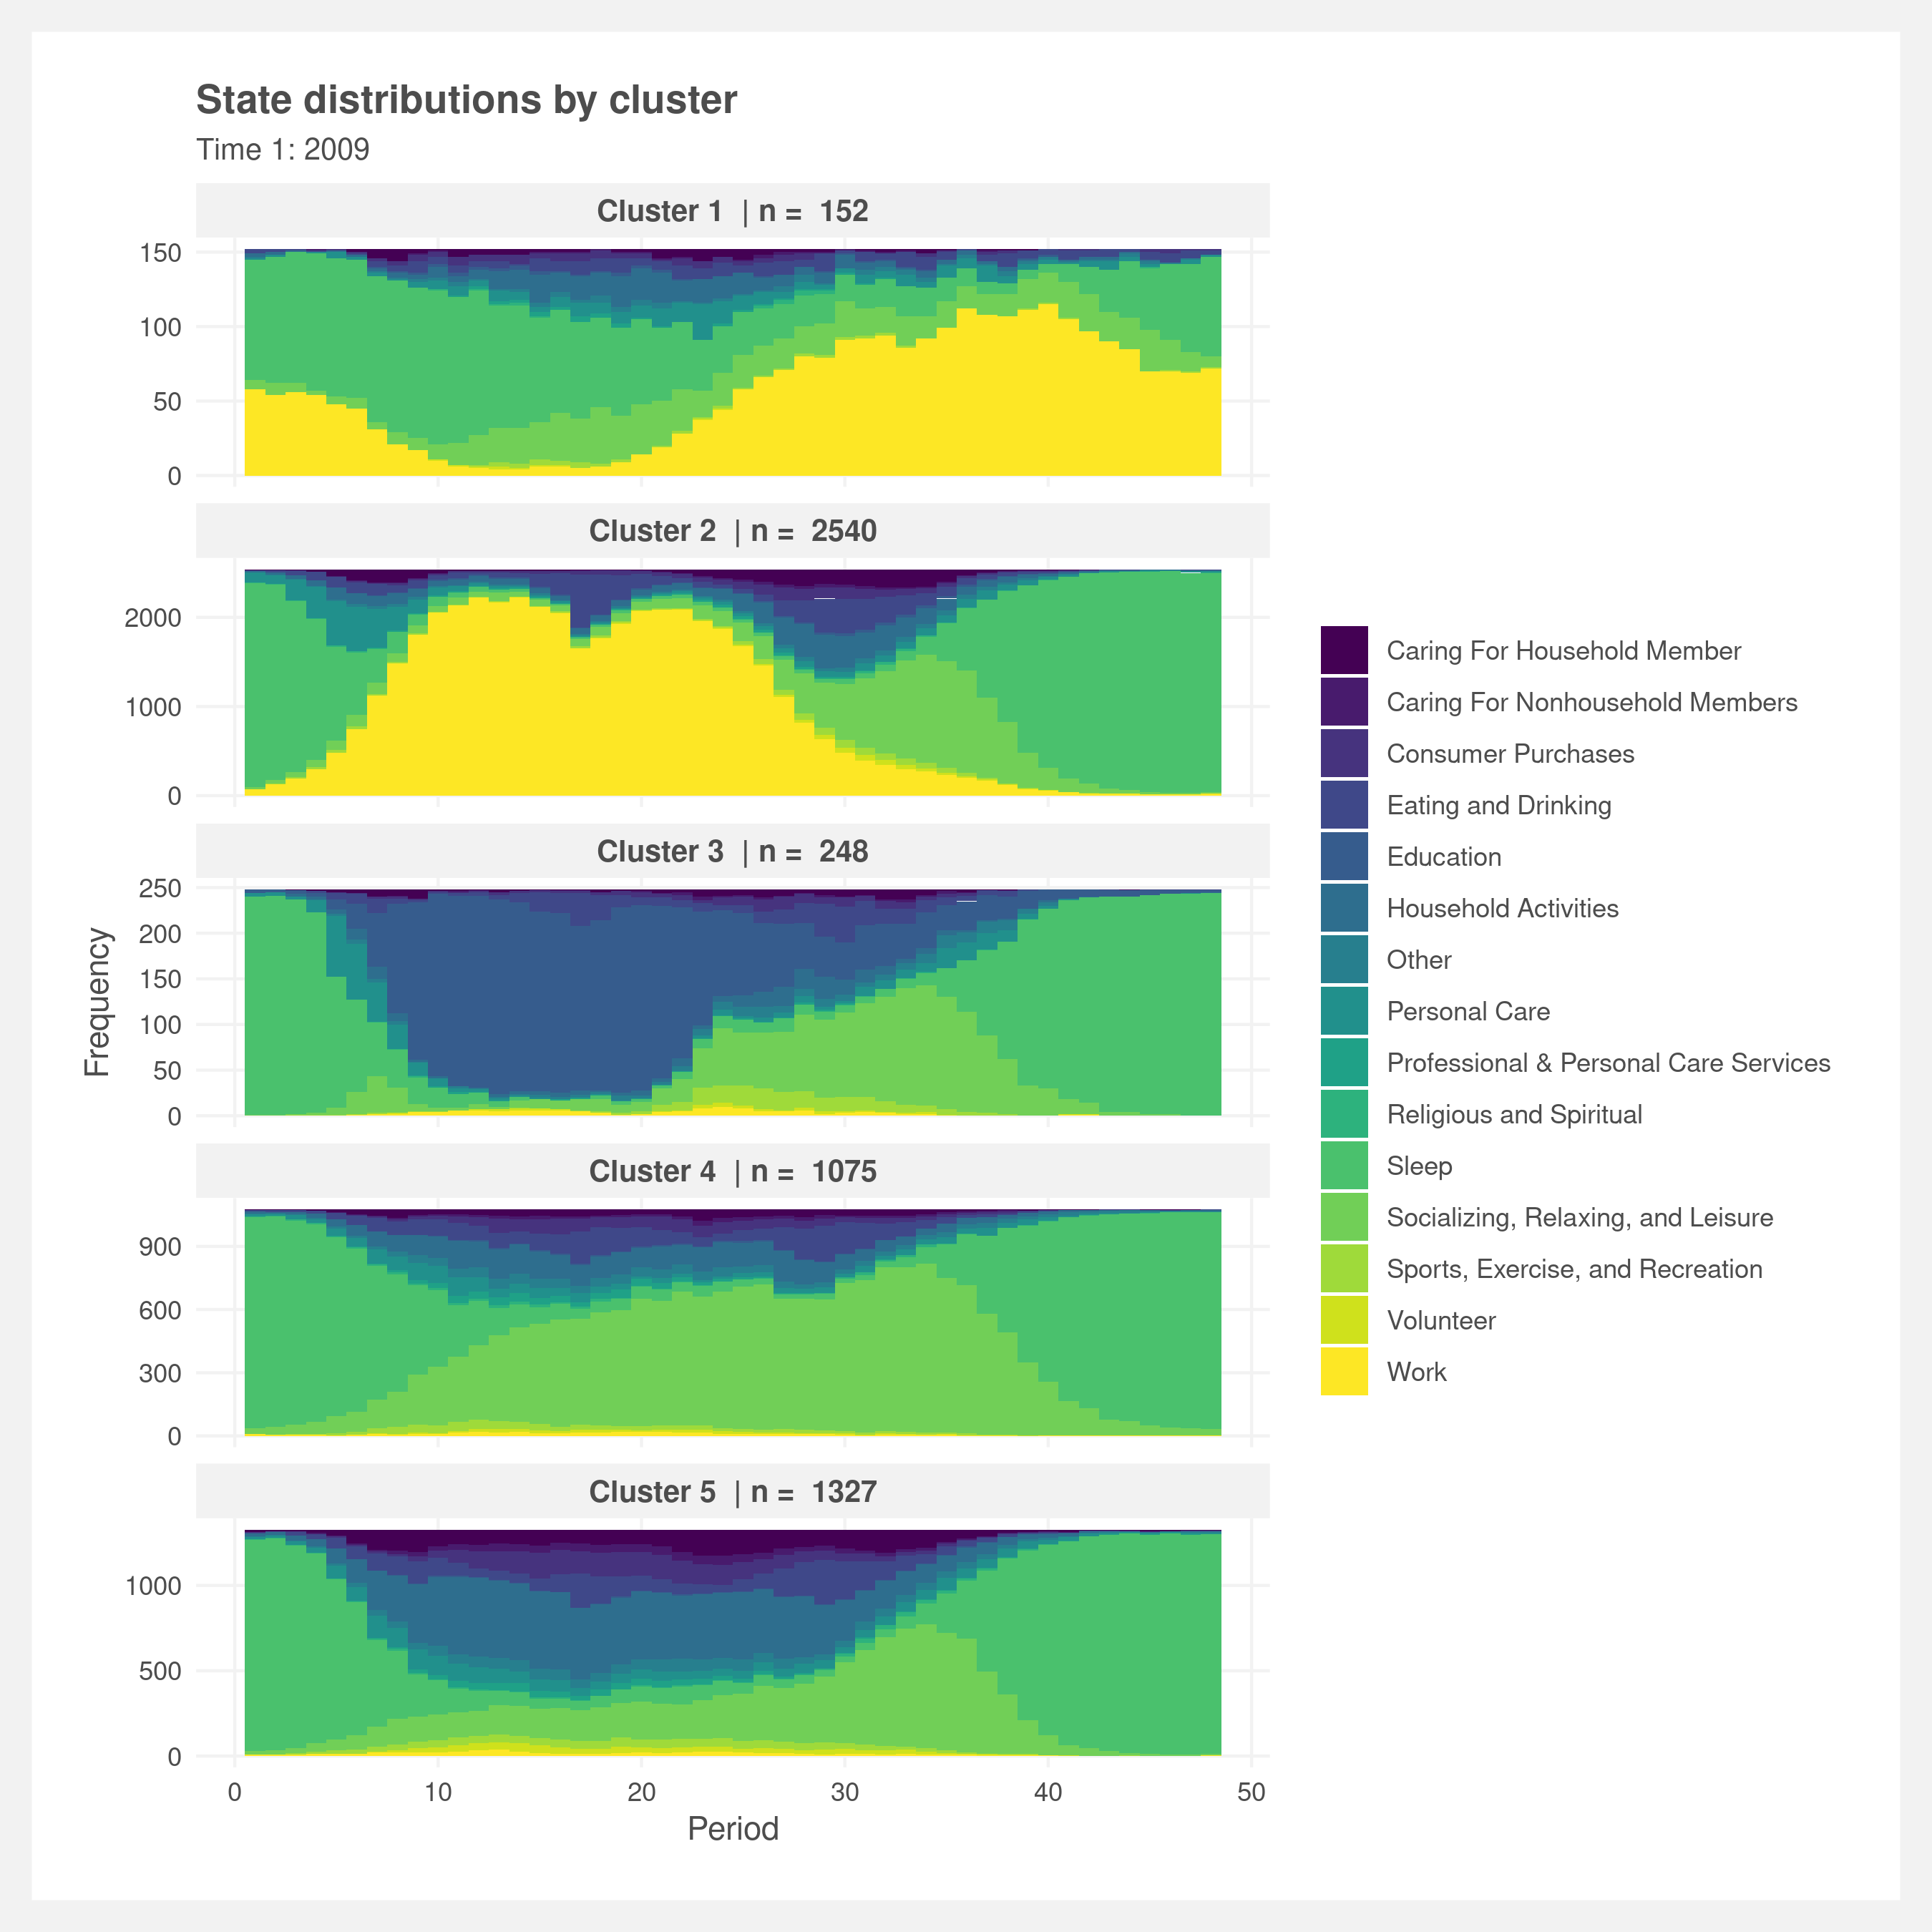 State distributions by cluster
Time 1: 2009
Cluster 1 | n = 152
150
100
50
0
Cluster 2 | n = 2540
2000
1000
0
Cluster 3 | n = 248
250
200
150
100
50
0
Cluster 4 | n = 1075
900
600
300
0
Cluster 5 | n = 1327
1000
500
0
0 10 20 30 40 50
Period
Frequency
Caring For Household Member
Caring For Nonhousehold Members
Consumer Purchases
Eating and Drinking
Education
Household Activities
Other
Personal Care
Professional & Personal Care Services
Religious and Spiritual
Sleep
Socializing, Relaxing, and Leisure
Sports, Exercise, and Recreation
Volunteer
Work